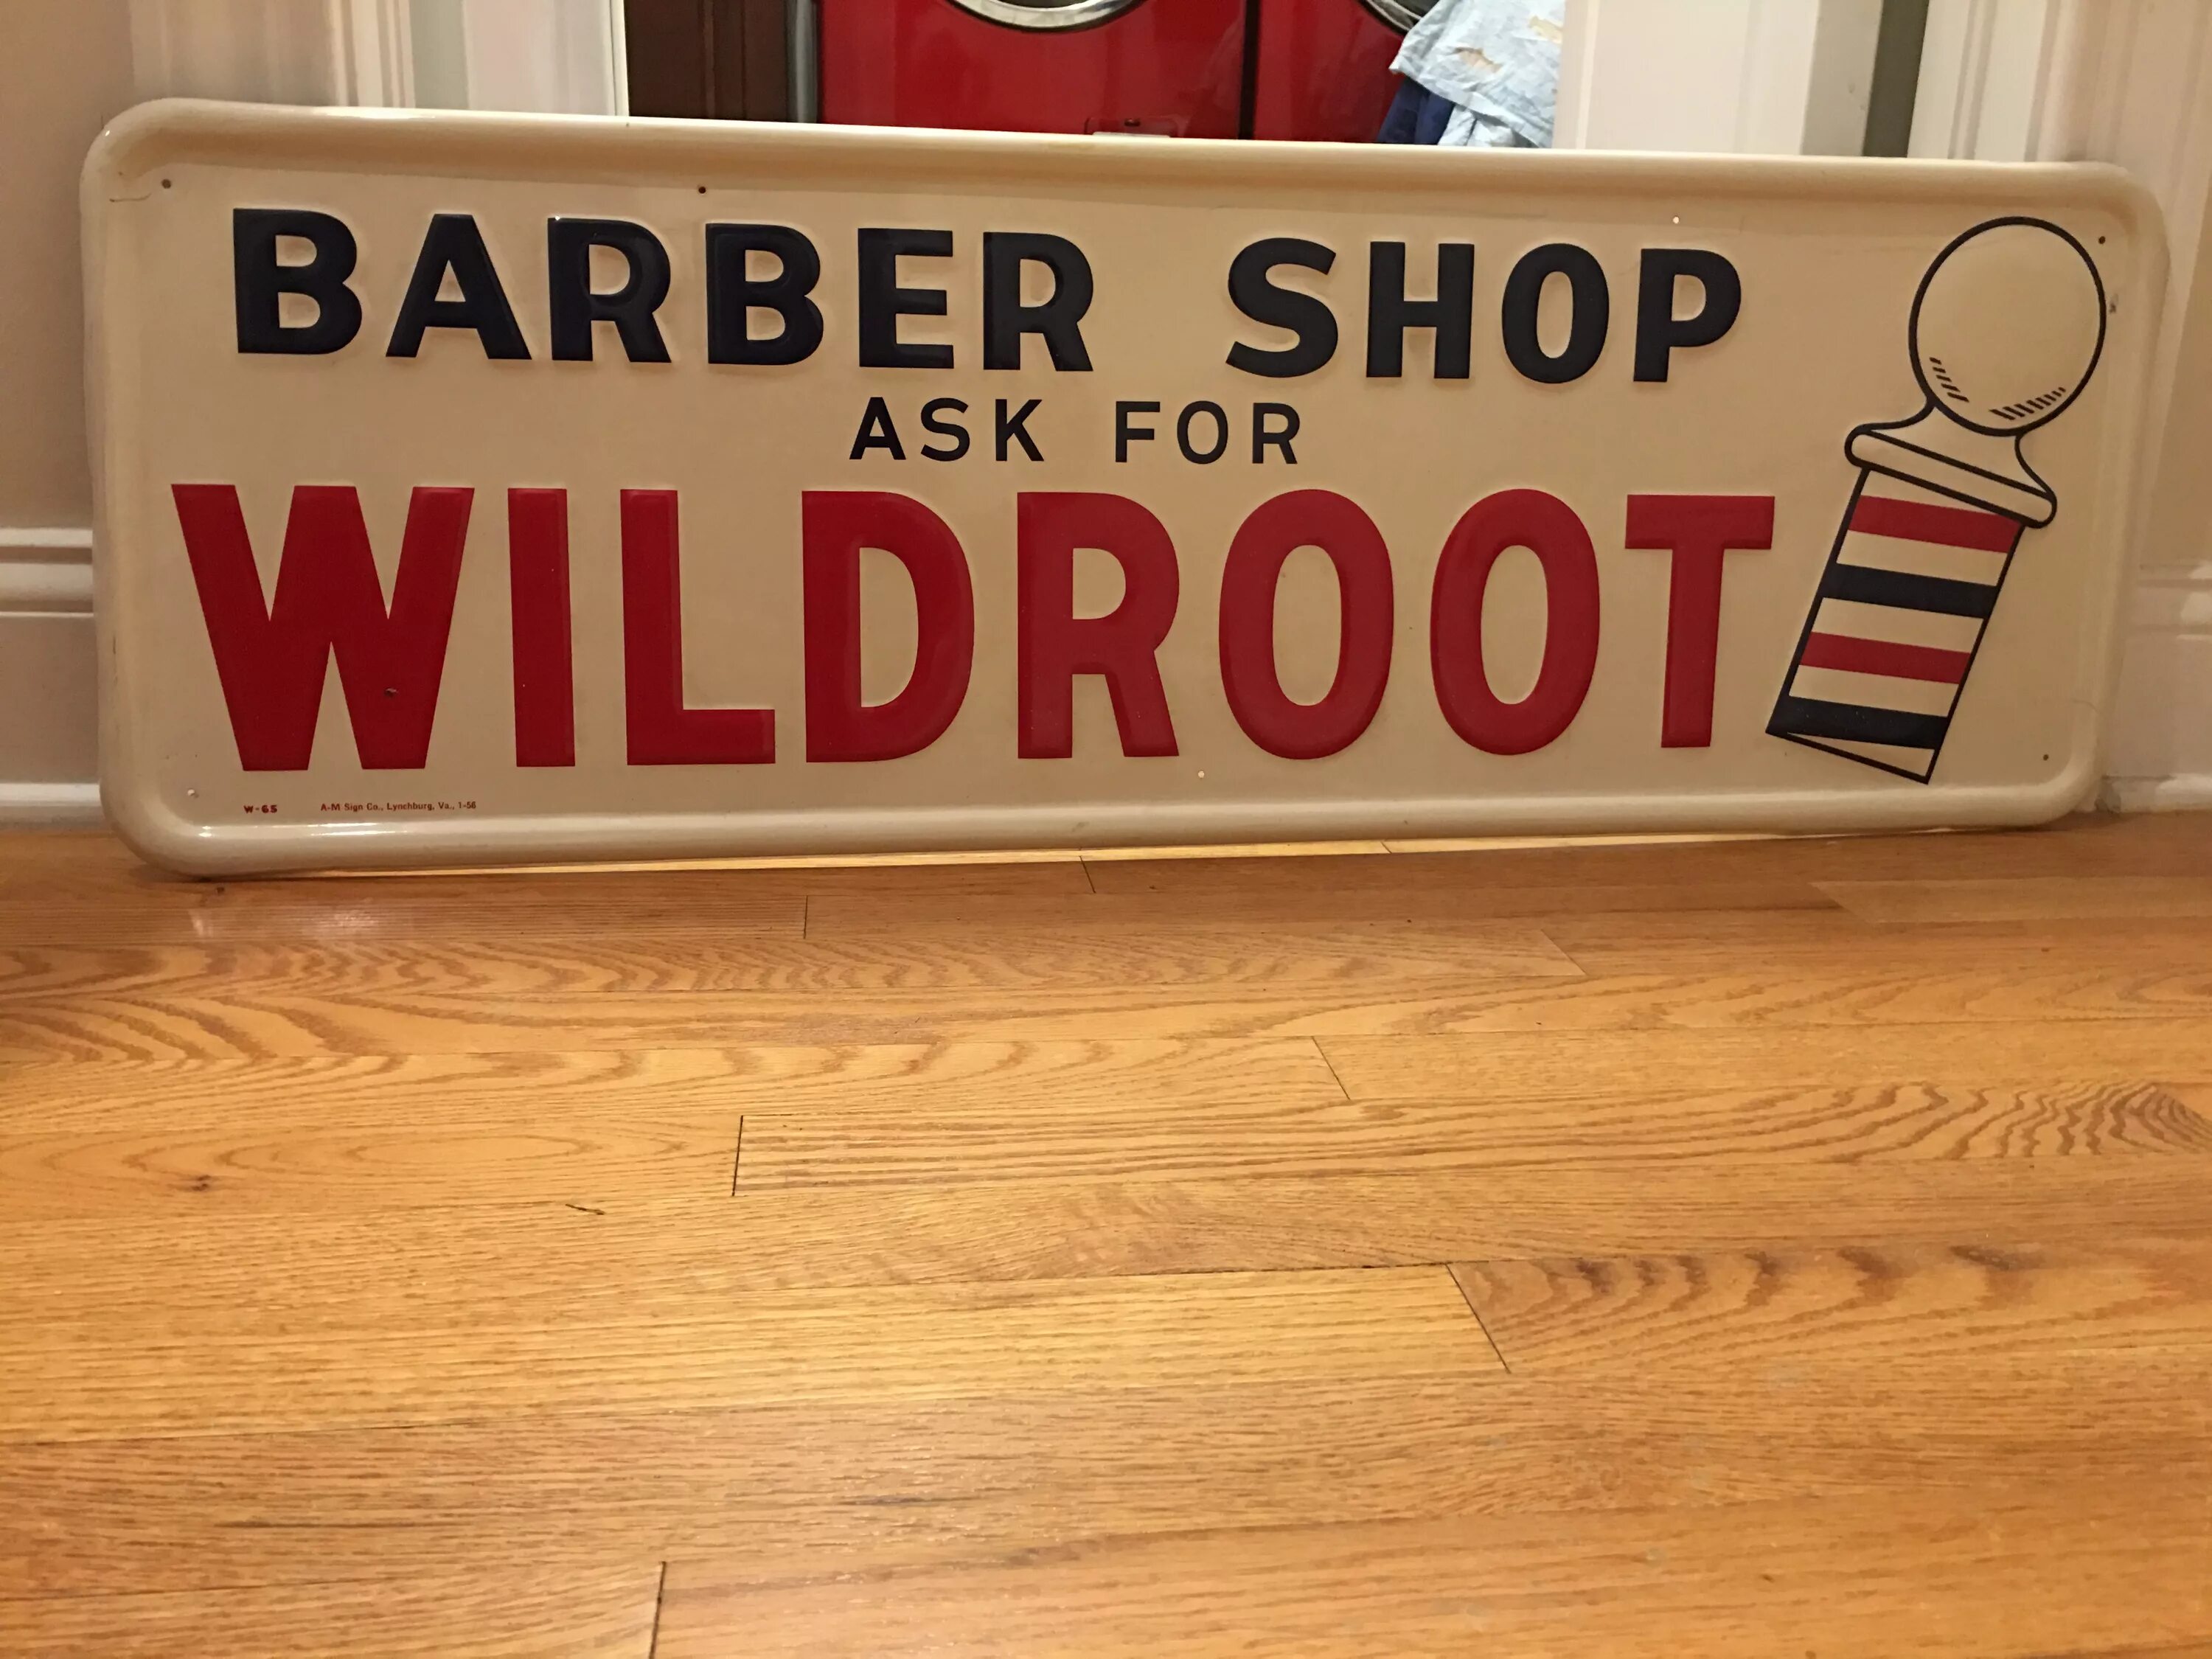 BARBER SHOP
ASK FOR
WILDROOT
W-65 A-M Sign Co., Lynchburg, Va., 1-56